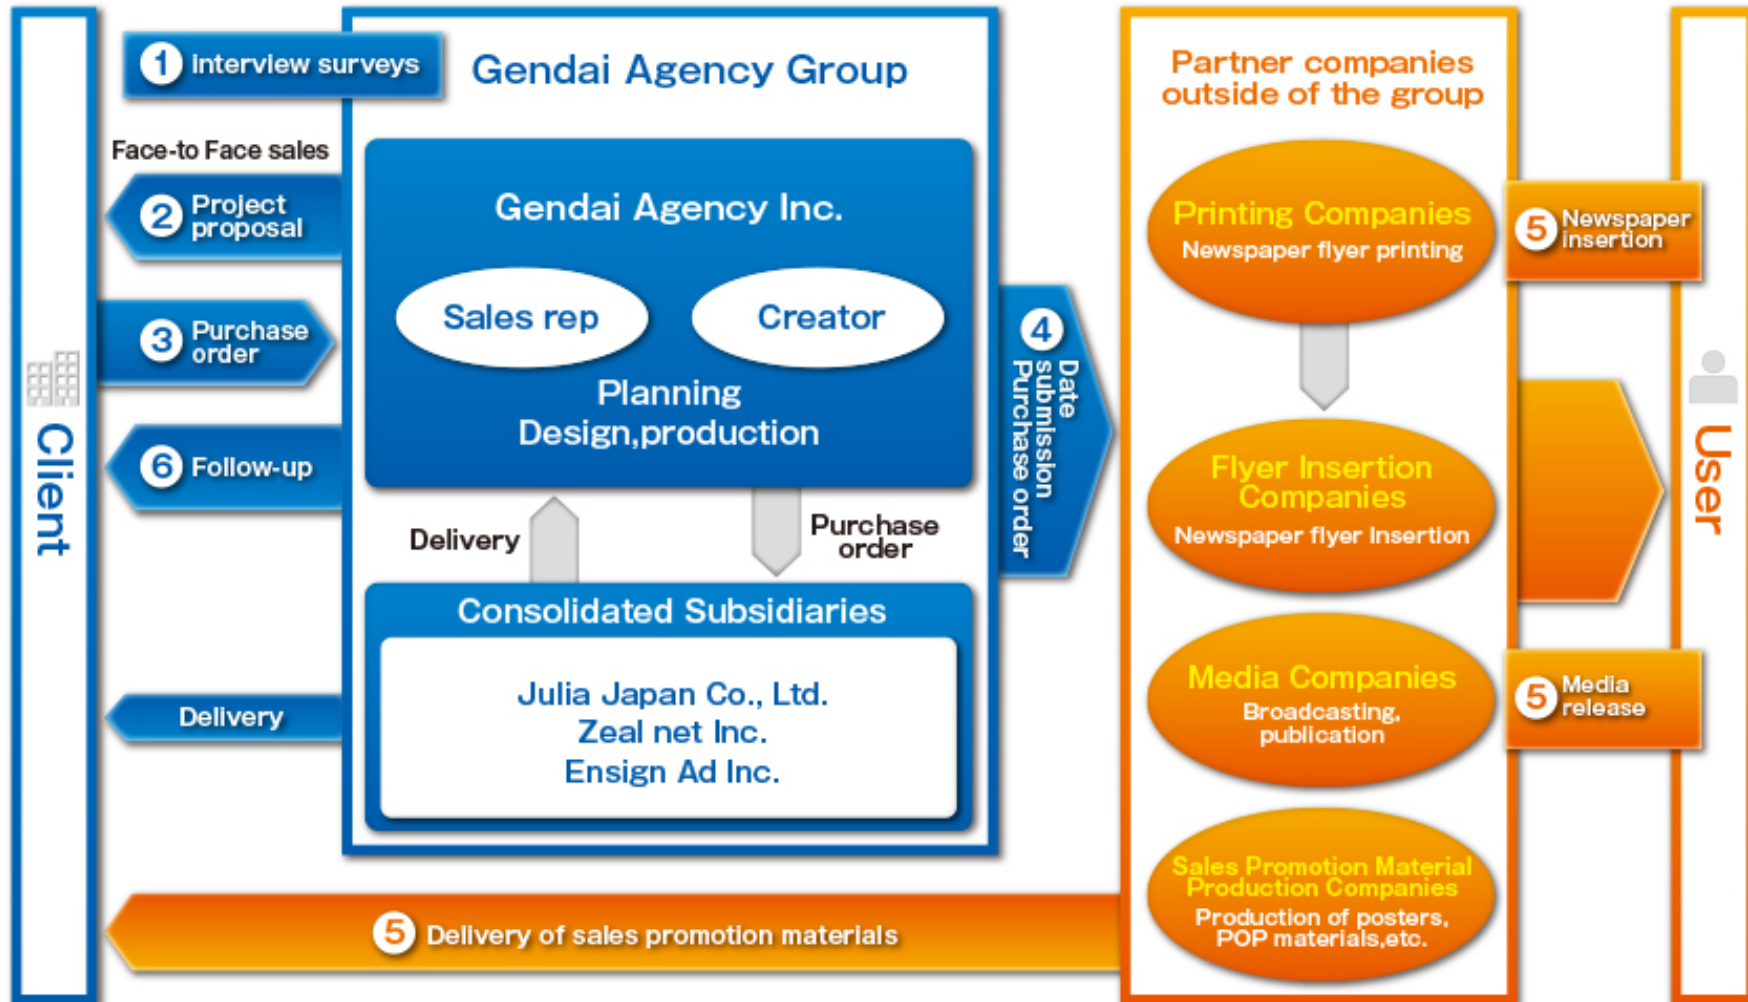 Client
1 interview surveys
Face-to Face sales
2 Project
proposal
3 Purchase
order
6 Follow-up
Delivery
Gendai Agency Group
Gendai Agency Inc.
Sales rep
Creator
Planning
Design,production
Delivery
Purchase
order
Consolidated Subsidiaries
Julia Japan Co., Ltd.
Zeal net Inc.
Ensign Ad Inc.
4 Date
submission
Purchase order
Partner companies
outside of the group
Printing Companies
Newspaper flyer printing
Flyer Insertion
Companies
Newspaper flyer Insertion
Media Companies
Broadcasting,
publication
Sales Promotion Material
Production Companies
Production of posters,
POP materials,etc.
5 Newspaper
insertion
5 Media
release
5 Delivery of sales promotion materials
User